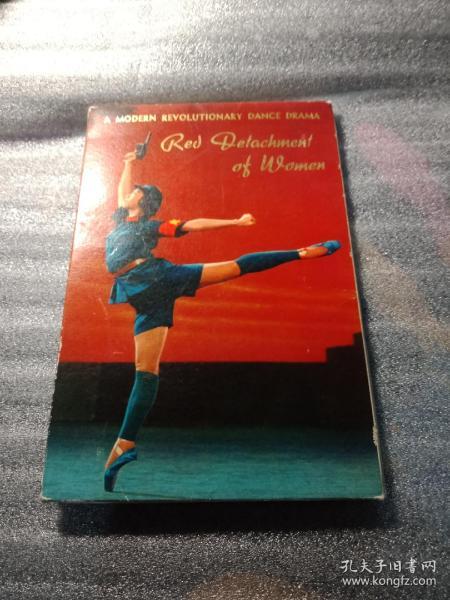 A MODERN REVOLUTIONARY DANCE DRAMA
Red Detachment
of Women
孔夫子旧书网
www.kongfz.com